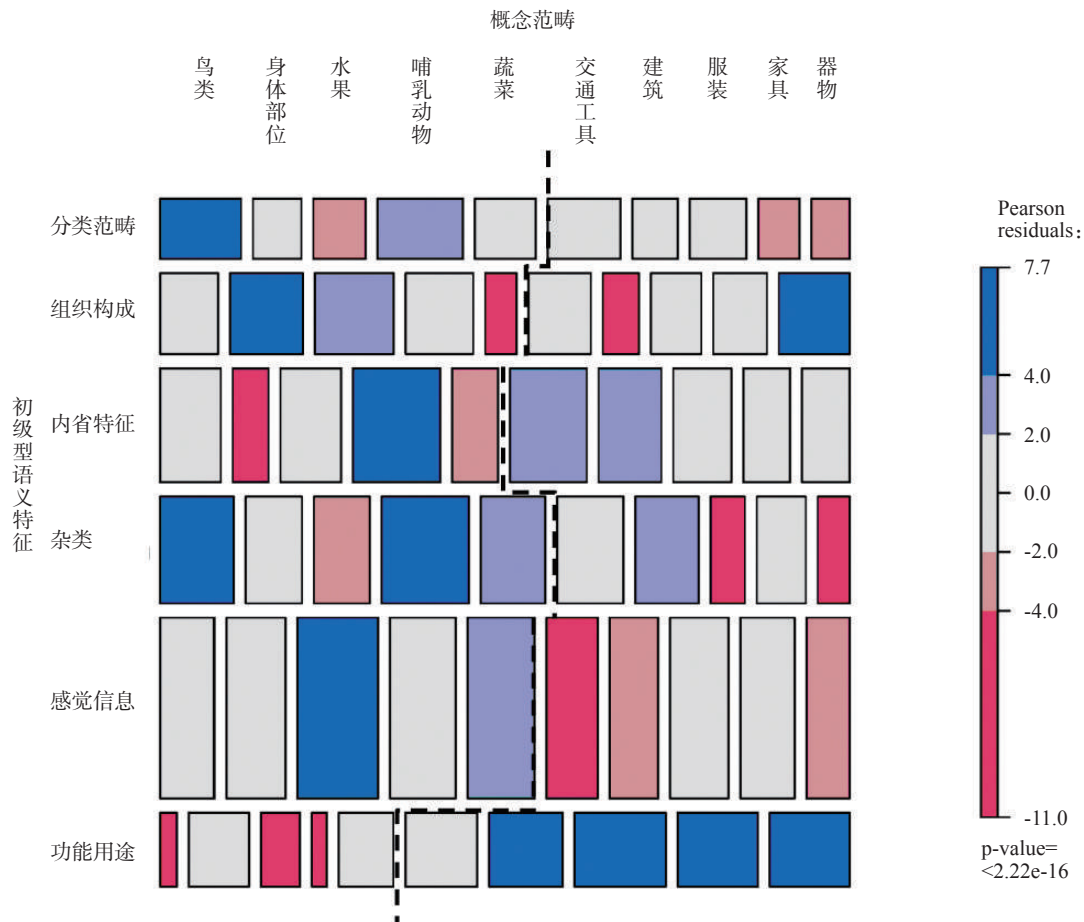 概念范畴
鸟类
身体部位
水果
哺乳动物
蔬菜
交通工具
建筑
服装
家具
器物
初级型语义特征
分类范畴
组织构成
内省特征
杂类
感觉信息
功能用途
Pearson
residuals：
7.7
4.0
2.0
0.0
-2.0
-4.0
-11.0
p-value=
<2.22e-16